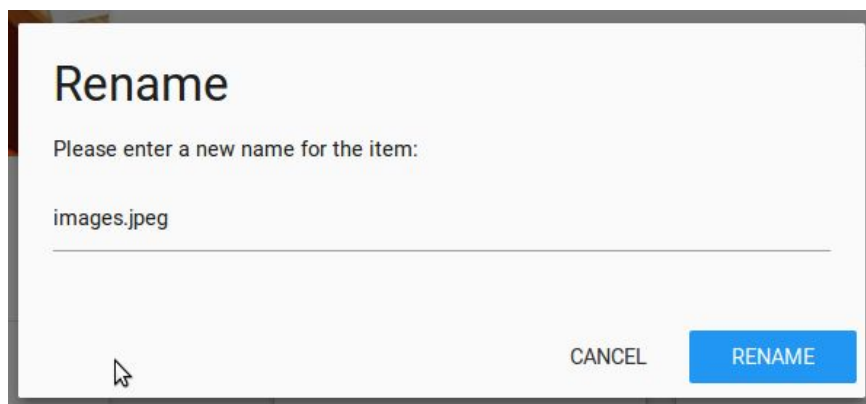 Rename
Please enter a new name for the item:
images.jpeg
CANCEL RENAME